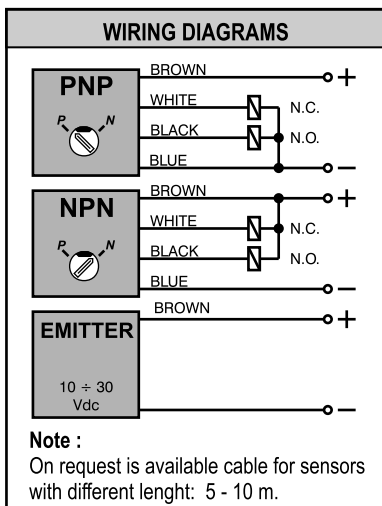 WIRING DIAGRAMS
PNP
P N
BROWN +
WHITE N.C.
BLACK N.O.
BLUE –
NPN
P N
BROWN +
WHITE N.C.
BLACK N.O.
BLUE –
EMITTER
10 ÷ 30
Vdc
BROWN +
–
Note :
On request is available cable for sensors
with different lenght: 5 - 10 m.